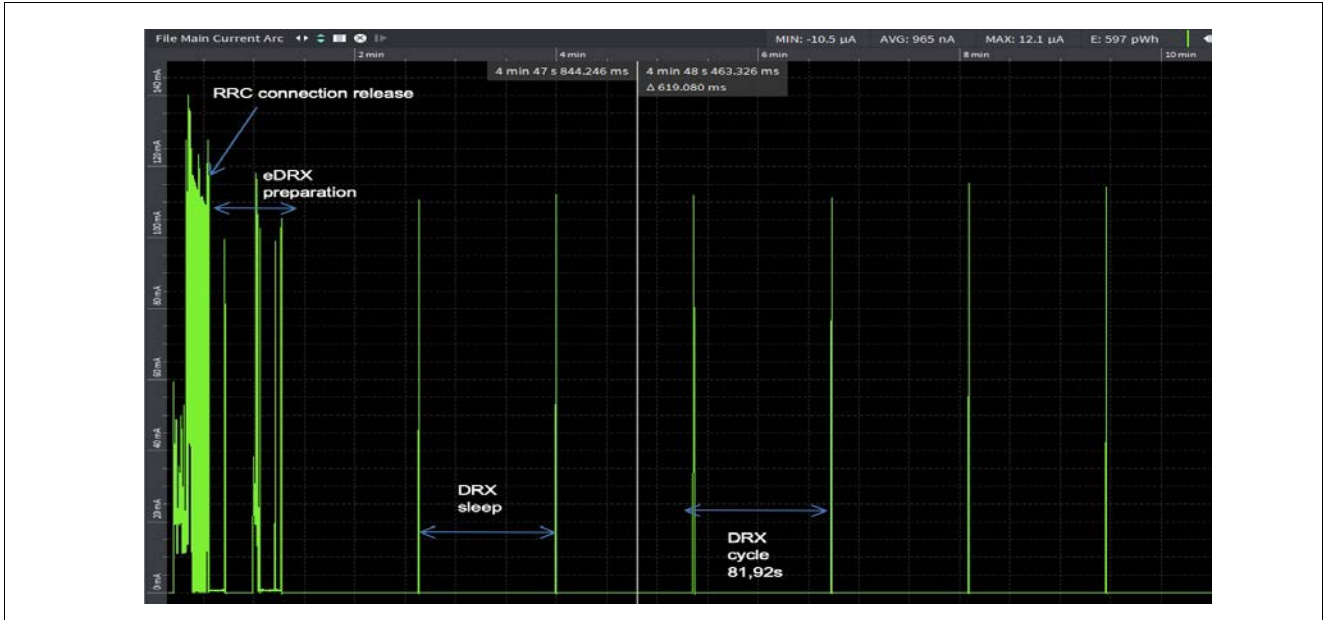 File Main Current Arc MIN: -10.5 µA AVG: 965 nA MAX: 12.1 µA E: 597 pWh
2 min 4 min 6 min 8 min 10 min
4 min 47 s 844.246 ms 4 min 48 s 463.326 ms
Δ 619.080 ms
140 mA
RRC connection release
120 mA
eDRX
preparation
100 mA
80 mA
60 mA
40 mA
DRX
sleep
20 mA
DRX
cycle
81,92s
0 mA